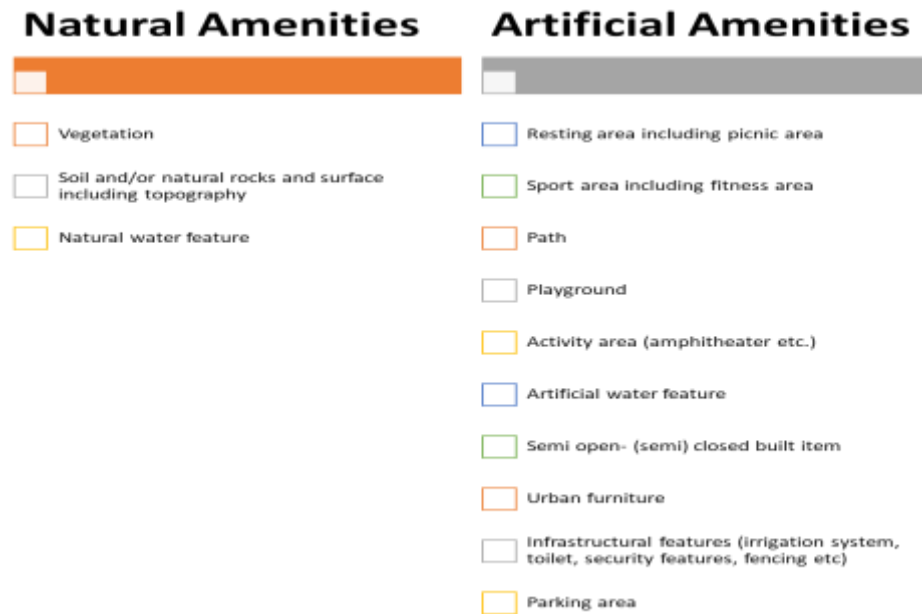 Natural Amenities
Vegetation
Soil and/or natural rocks and surface
including topography
Natural water feature
Artificial Amenities
Resting area including picnic area
Sport area including fitness area
Path
Playground
Activity area (amphitheater etc.)
Artificial water feature
Semi open- (semi) closed built item
Urban furniture
Infrastructural features (irrigation system,
toilet, security features, fencing etc)
Parking area